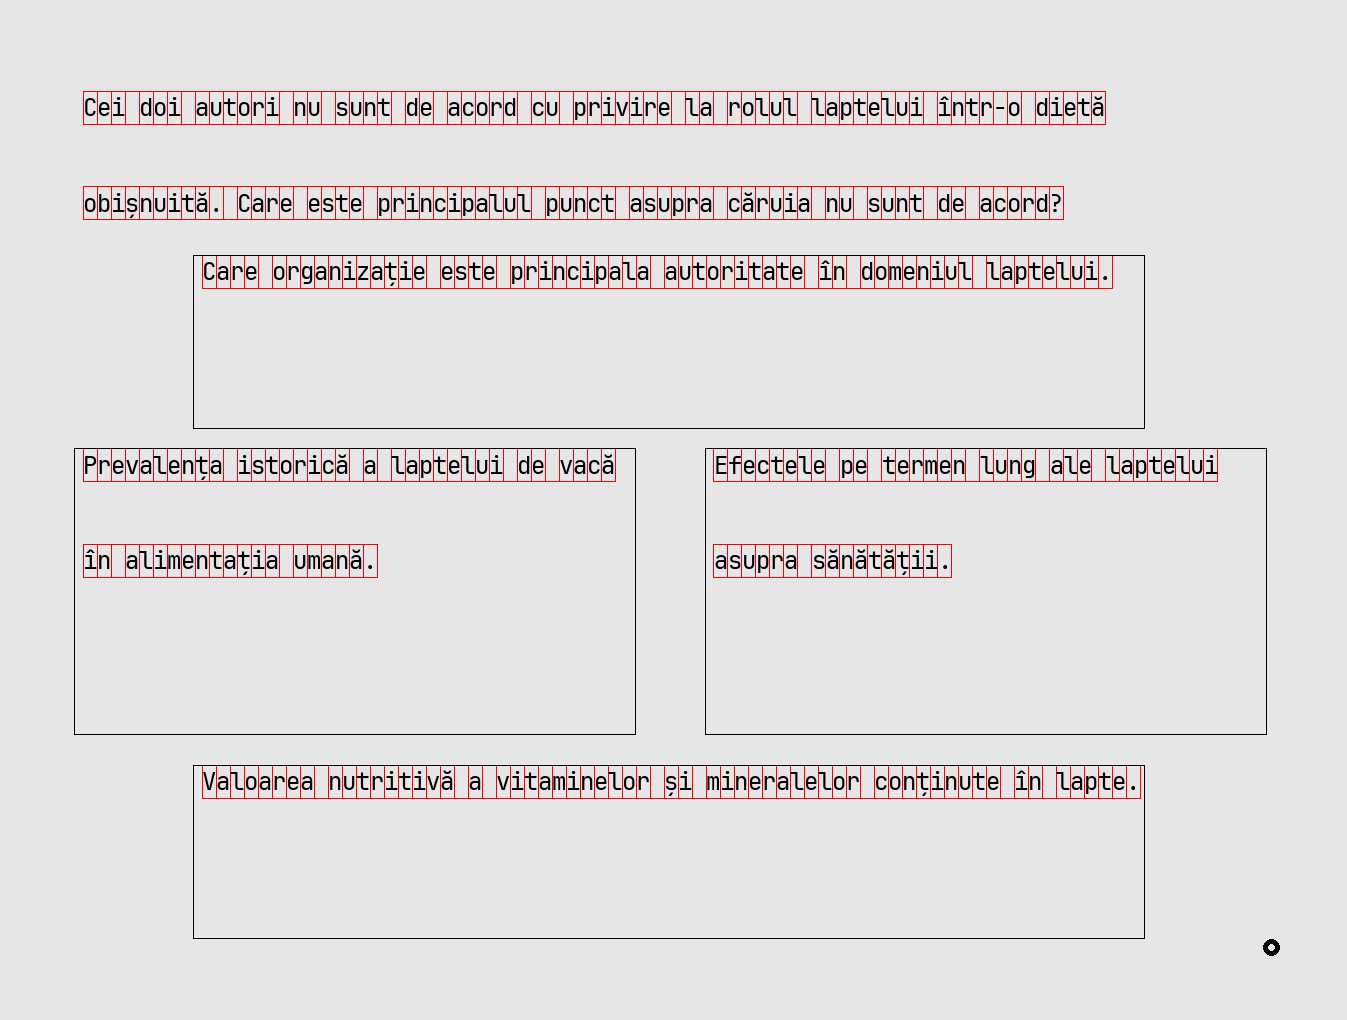 Cei doi autori nu sunt de acord cu privire la rolul laptelui într-o dietă
obișnuită. Care este principalul punct asupra căruia nu sunt de acord?
Care organizație este principala autoritate în domeniul laptelui.
Prevalența istorică a laptelui de vacă
în alimentația umană.
Efectele pe termen lung ale laptelui
asupra sănătății.
Valoarea nutritivă a vitaminelor și mineralelor conținute în lapte.